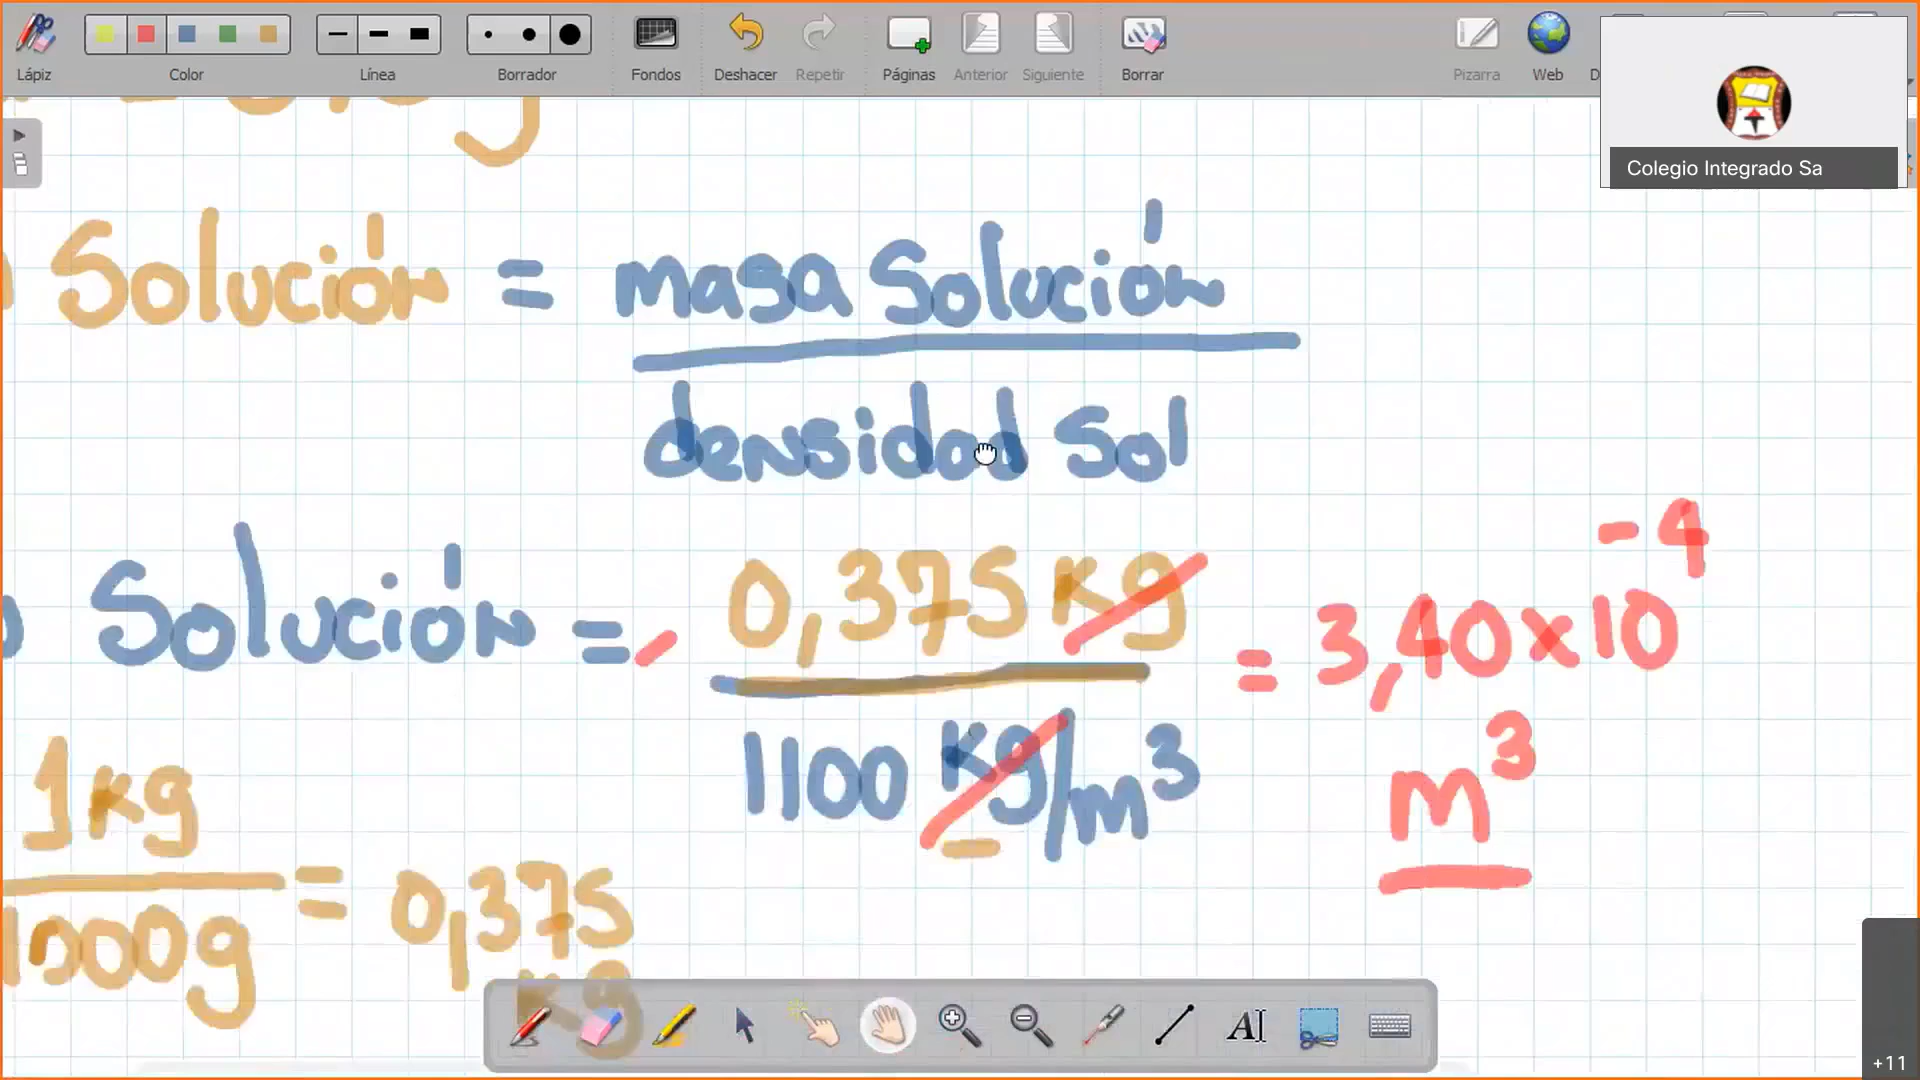 Lápiz Color Línea Borrador Fondos Deshacer Repetir Páginas Anterior Siguiente Borrar Pizarra Web
Colegio Integrado Sa
Solución = masa Solución
densidad Sol
Solución = 0,375 Kg = 3,40x10⁻⁴
1100 Kg/m³ m³
1Kg
1000g = 0,375
Kg
+11